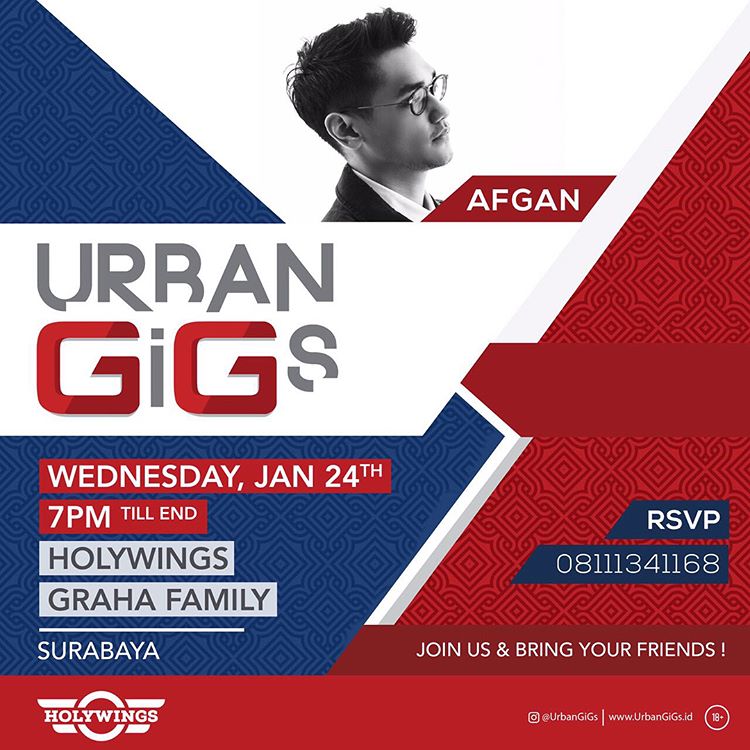 AFGAN
URBAN
GiGs
WEDNESDAY, JAN 24TH
7PM TILL END
HOLYWINGS
GRAHA FAMILY
SURABAYA
RSVP
08111341168
JOIN US & BRING YOUR FRIENDS !
HOLYWINGS
@UrbanGiGs | www.UrbanGiGs.id
18+